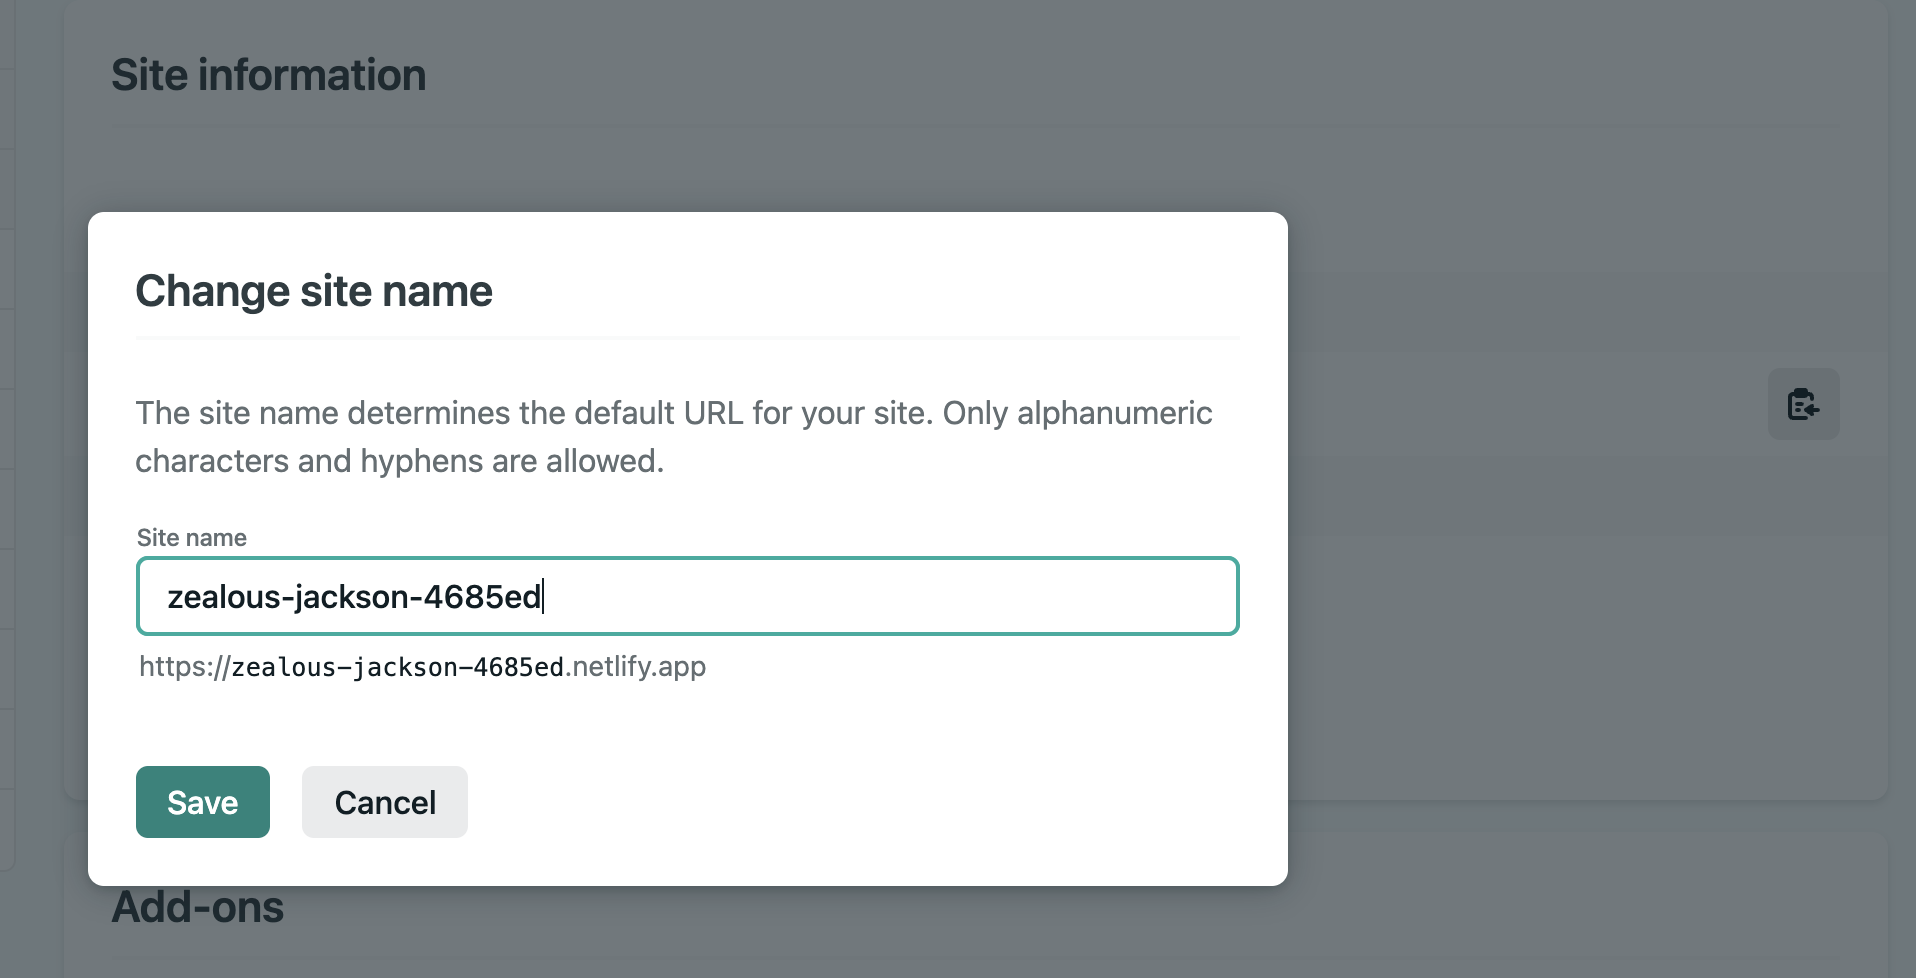 Site information
Change site name
The site name determines the default URL for your site. Only alphanumeric
characters and hyphens are allowed.
Site name
zealous-jackson-4685ed
https://zealous-jackson-4685ed.netlify.app
Save Cancel
Add-ons